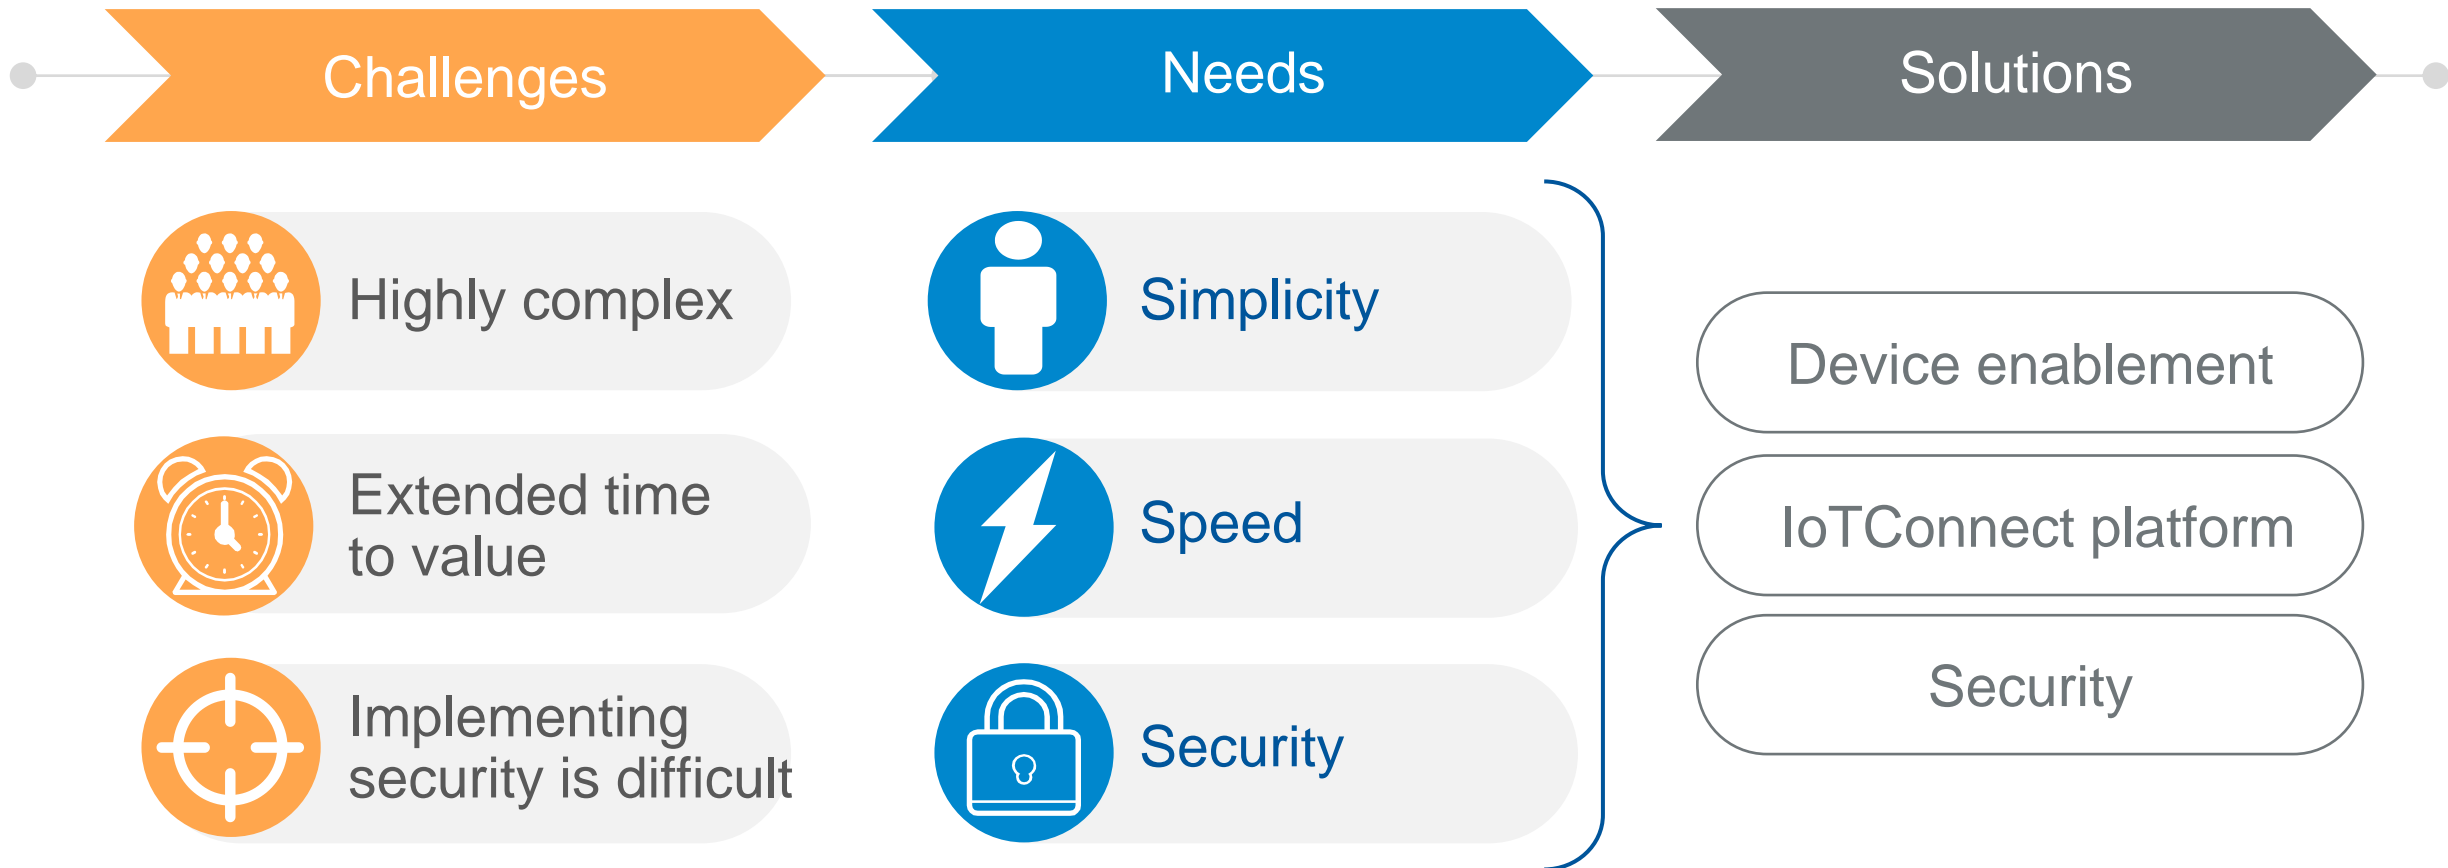 Challenges
Needs
Solutions
Highly complex
Extended time
to value
Implementing
security is difficult
Simplicity
Speed
Security
Device enablement
IoTConnect platform
Security